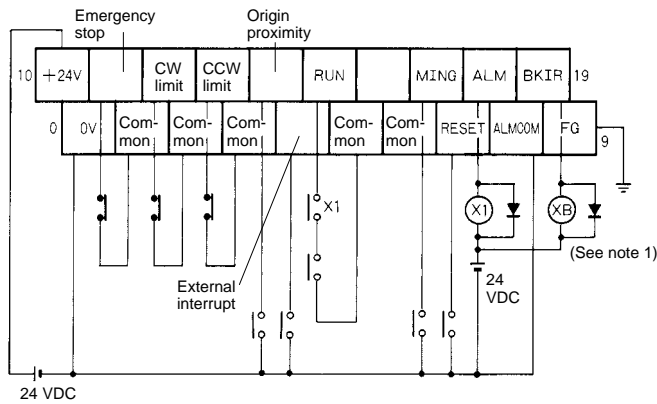 Emergency stop
Origin proximity
10 +24V CW limit CCW limit RUN MING ALM BKIR 19
0 0V Com- mon Com- mon Com- mon Com- mon Com- mon RESET ALMCOM FG 9
X1
X1 XB
(See note 1)
External interrupt
24 VDC
24 VDC